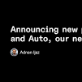 Announcing new p
and Auto, our ne
Adnan Ijaz